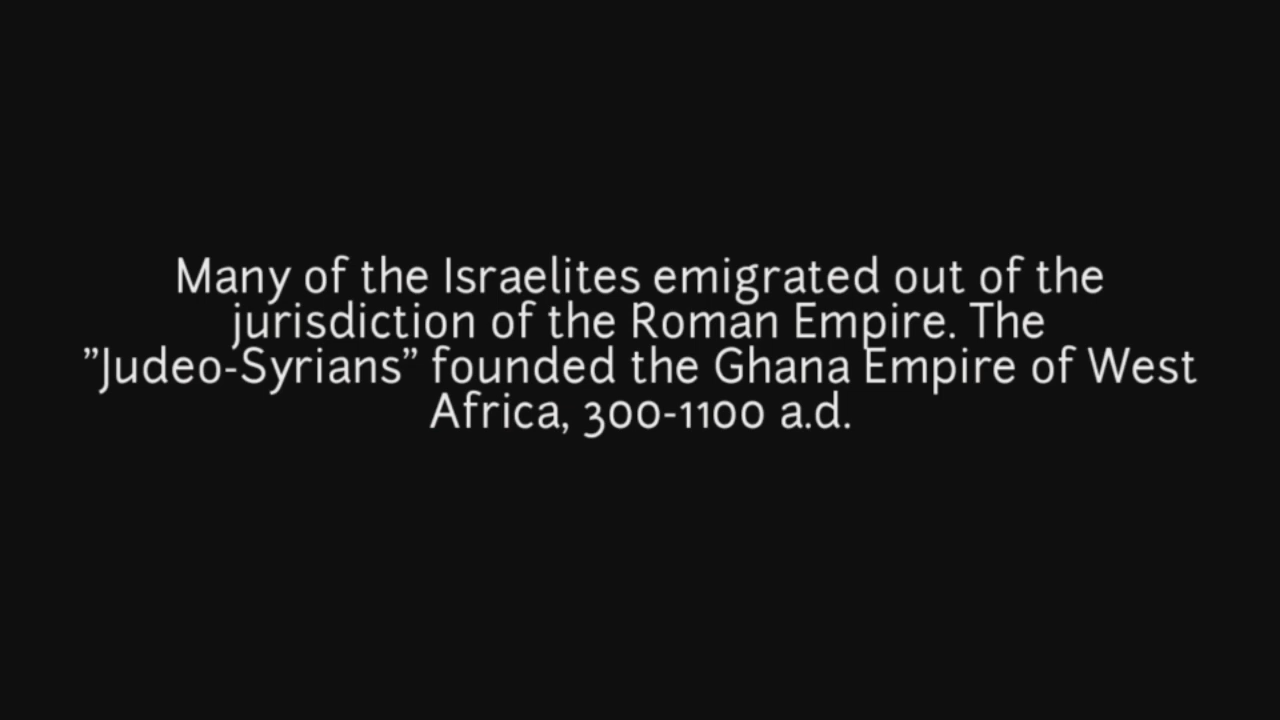 Many of the Israelites emigrated out of the
jurisdiction of the Roman Empire. The
”Judeo-Syrians” founded the Ghana Empire of West
Africa, 300-1100 a.d.